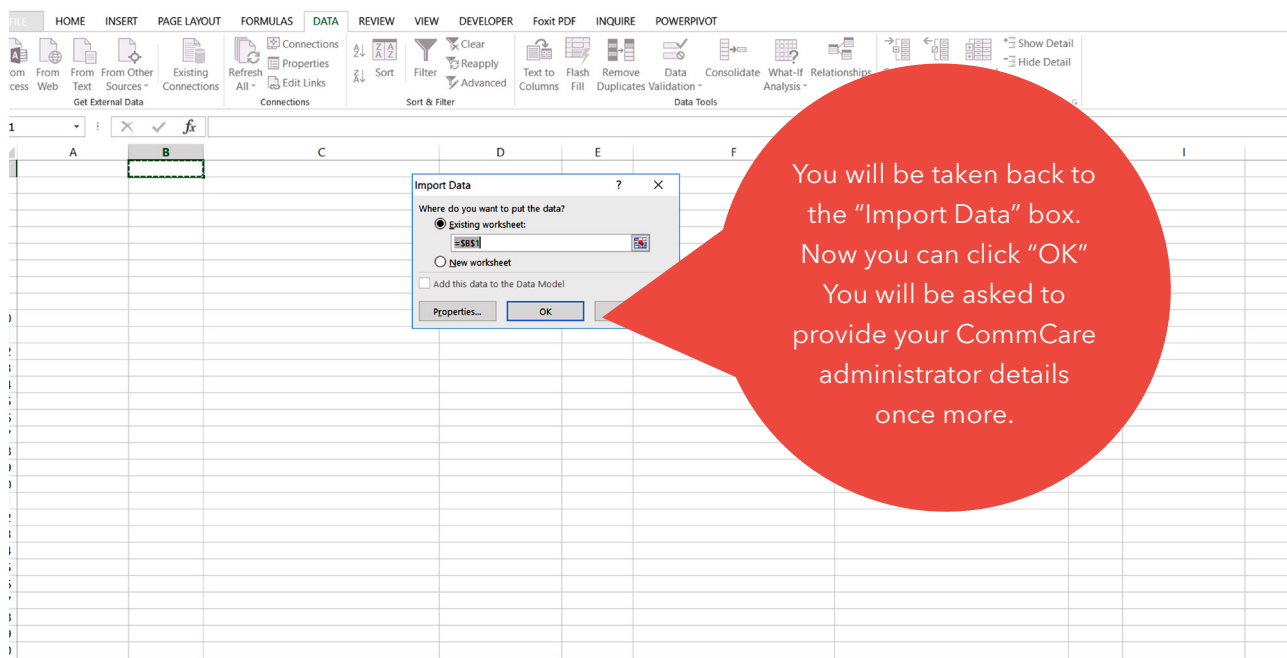 FILE HOME INSERT PAGE LAYOUT FORMULAS DATA REVIEW VIEW DEVELOPER Foxit PDF INQUIRE POWERPIVOT
From Web
From Text
From Other Sources
Existing Connections
Get External Data
Refresh All
Connections
Properties
Edit Links
Connections
Sort
Filter
Clear
Reapply
Advanced
Sort & Filter
Text to Columns
Flash Fill
Remove Duplicates
Data Validation
Consolidate
What-If Analysis
Relationships
Data Tools
Show Detail
Hide Detail
fx
A B C D E F I
Import Data ? X
Where do you want to put the data?
Existing worksheet:
=$B$1
New worksheet
Add this data to the Data Model
Properties... OK
You will be taken back to
the “Import Data” box.
Now you can click “OK”
You will be asked to
provide your CommCare
administrator details
once more.